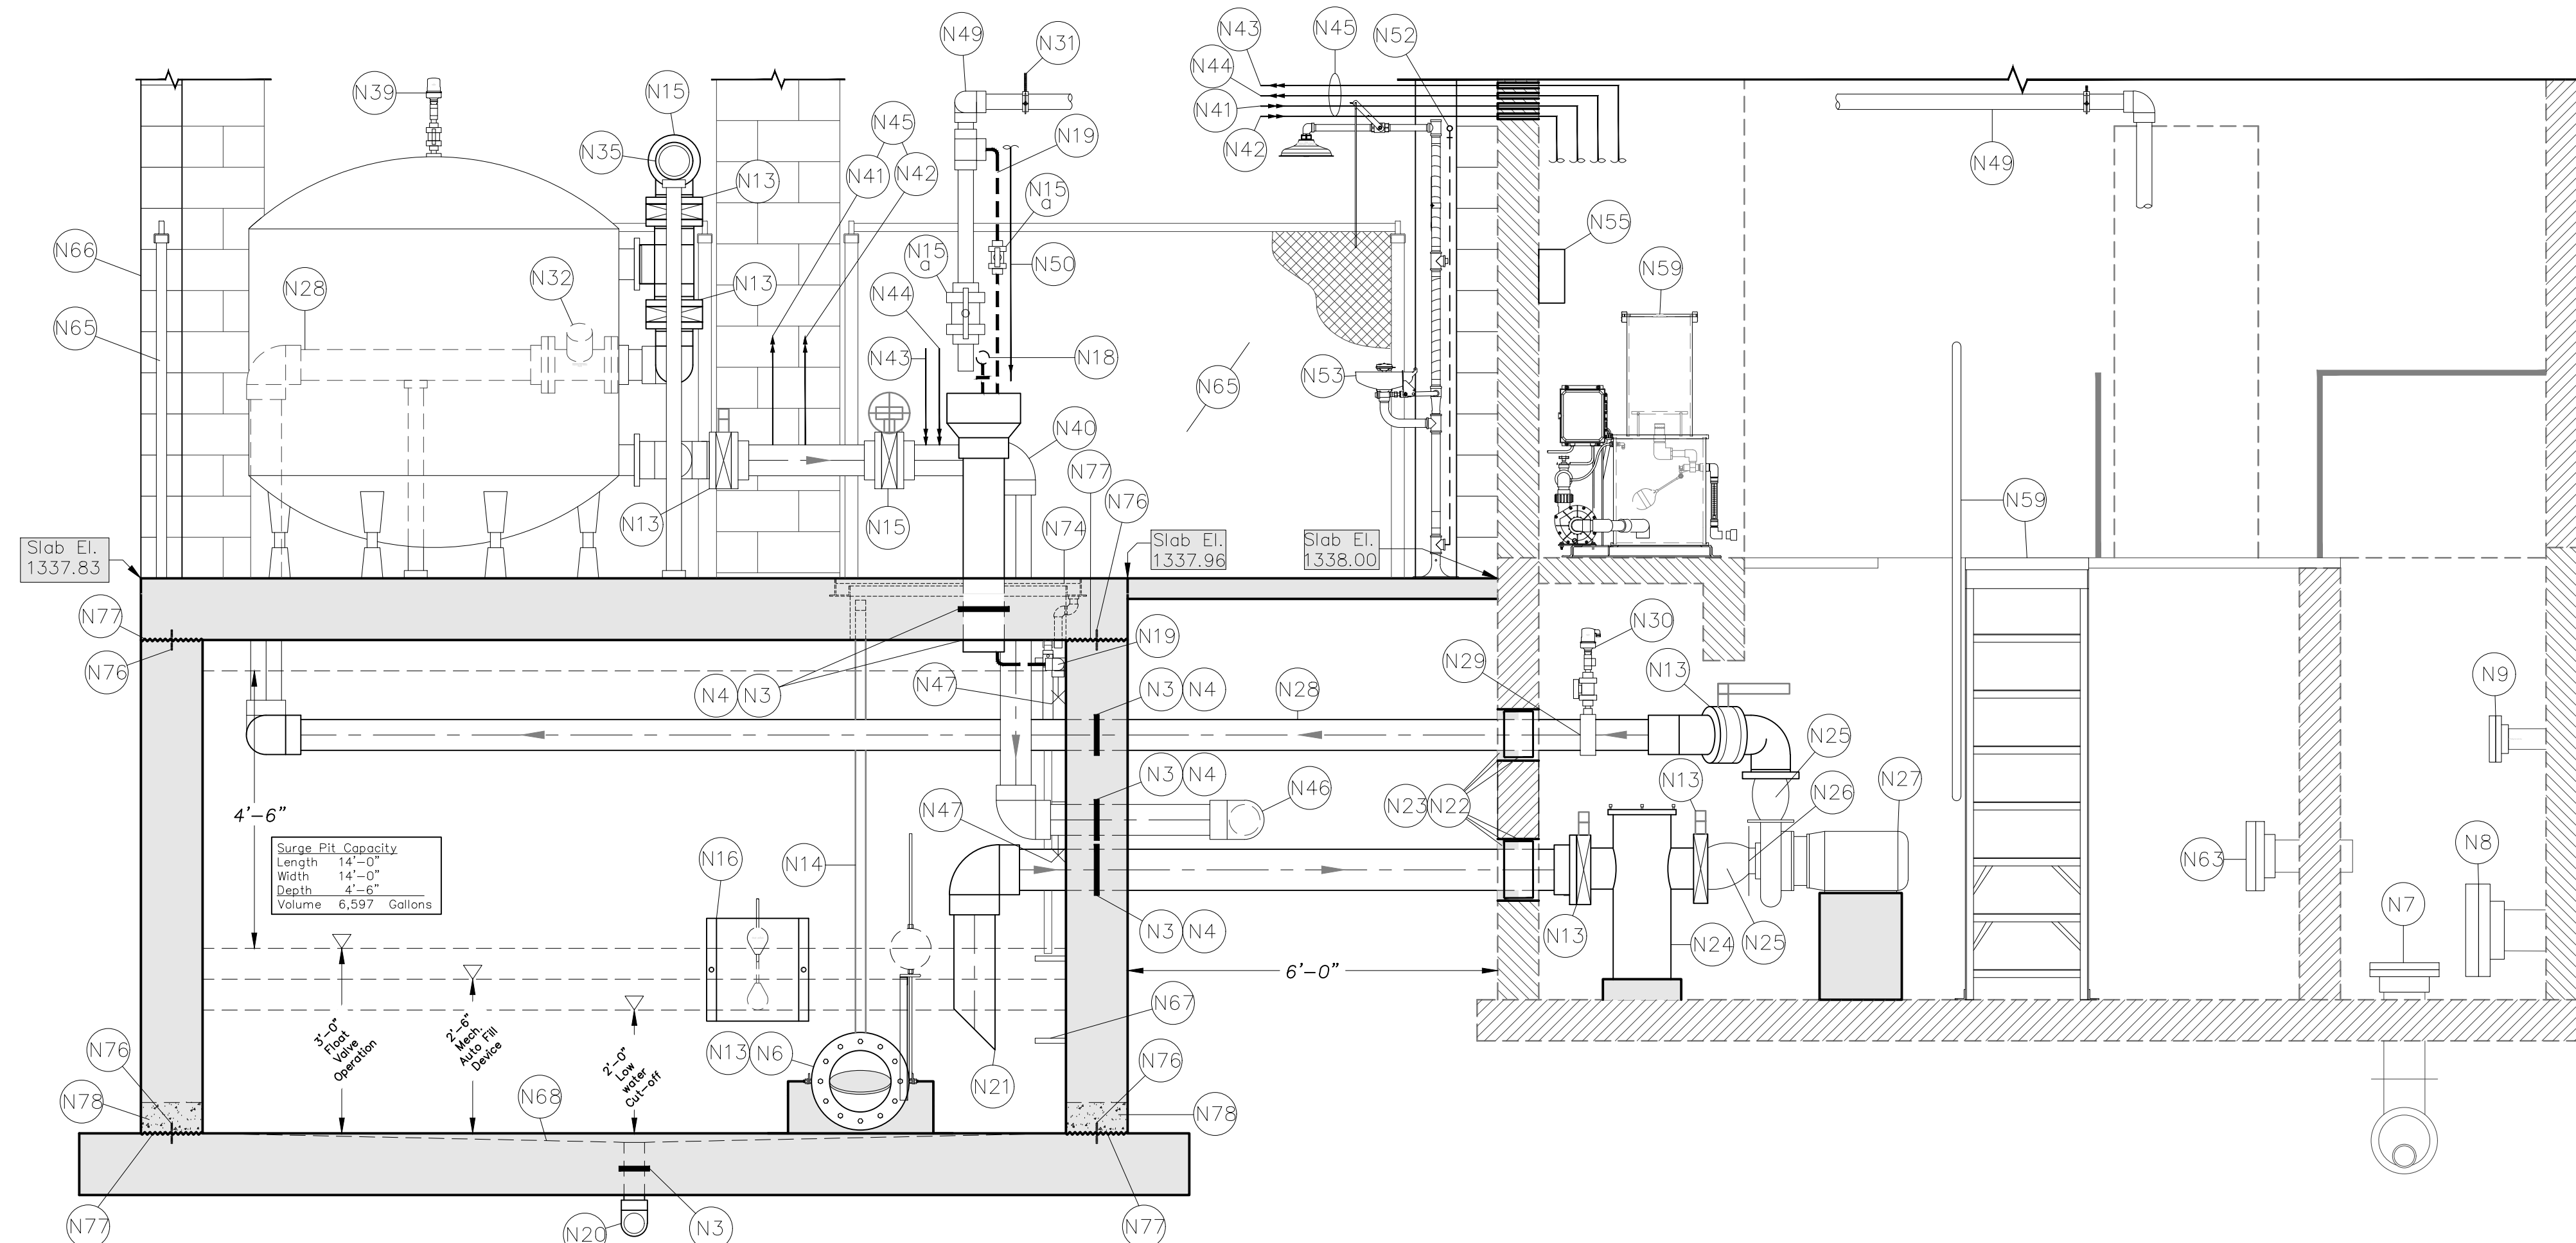 N49
N31
N43
N45
N52
N44
N41
N42
N39
N15
N45
N19
N35
N13
N41
N42
N15
a
N49
N55
N66
N28
N32
N13
N44
N15
a
N50
N59
N65
N43
N18
N65
N53
N40
N77
N76
N13
N15
N74
N59
Slab El.
1337.83
Slab El.
1337.96
Slab El.
1338.00
N77
N76
N4
N3
N47
N19
N3
N4
N28
N29
N30
N13
N9
N25
4'-6"
N47
N3
N4
N46
N23
N22
N13
N26
N27
Surge Pit Capacity
Length 14'-0"
Width 14'-0"
Depth 4'-6"
Volume 6,597 Gallons
N16
N14
N63
N8
N7
N3
N4
N13
N24
N25
6'-0"
3'-0"
Float
Valve
Operation
2'-6"
Mech.
Auto Fill
Device
2'-0"
Low
water
Cut-off
N67
N76
N78
N68
N13
N6
N21
N76
N78
N77
N20
N3
N77